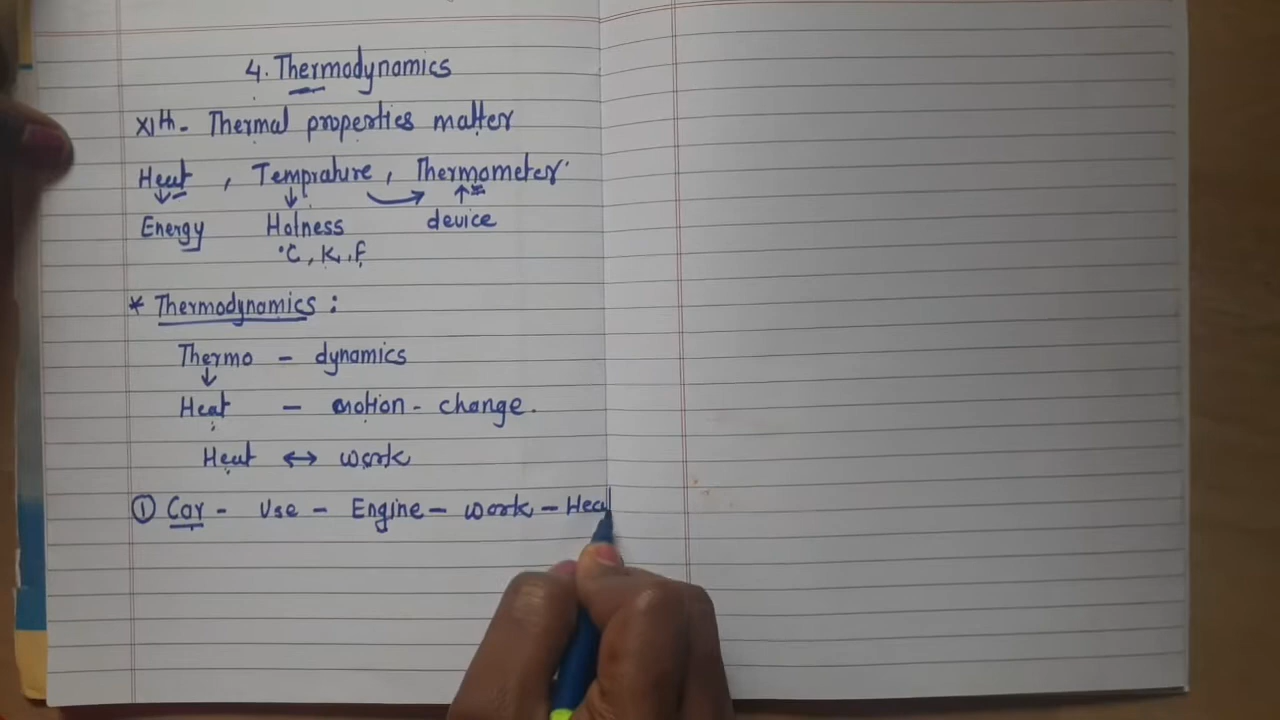 4. Thermodynamics
XIth- Thermal properties matter
Heat , Temprature , Thermometer
Energy Hotness device
°C, K, F
* Thermodynamics :
Thermo - dynamics
Heat - motion - change.
Heat ↔ work
① Car - Use - Engine - work - Heat